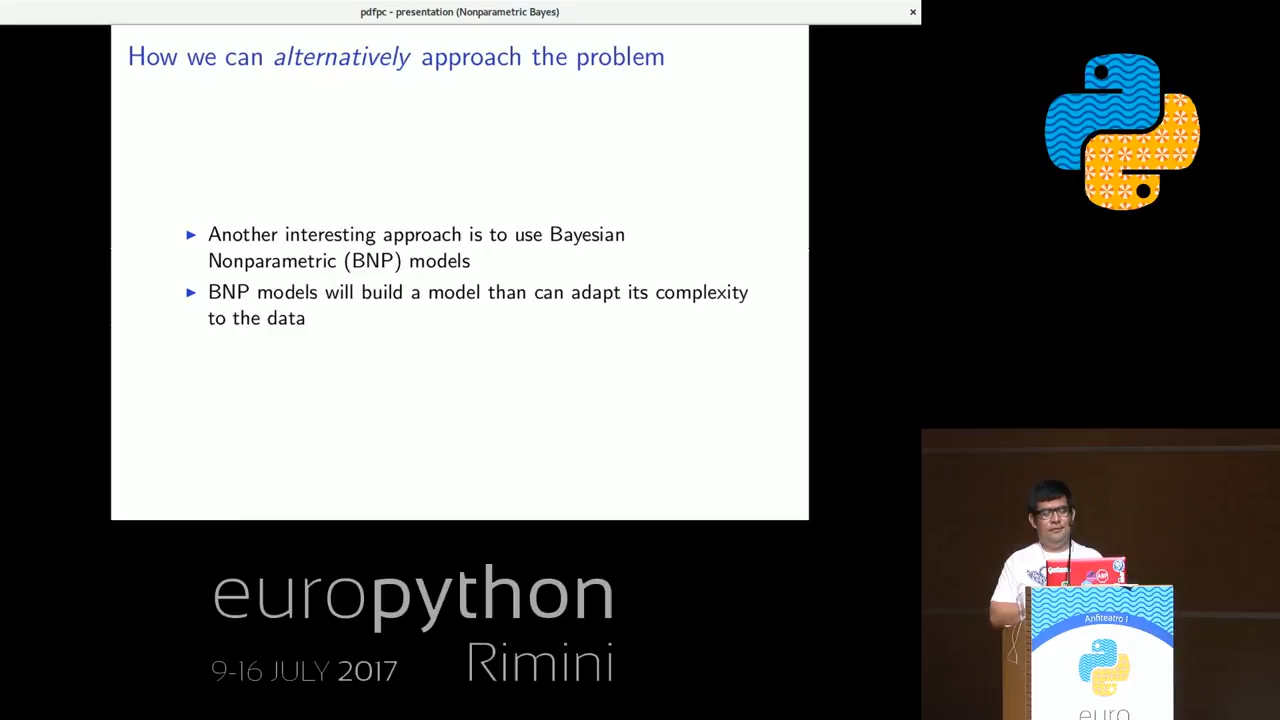 pdfpc - presentation (Nonparametric Bayes)
×
How we can alternatively approach the problem
Another interesting approach is to use Bayesian
Nonparametric (BNP) models
BNP models will build a model than can adapt its complexity
to the data
europython
9-16 JULY 2017
Rimini
Anfiteatro I
euro